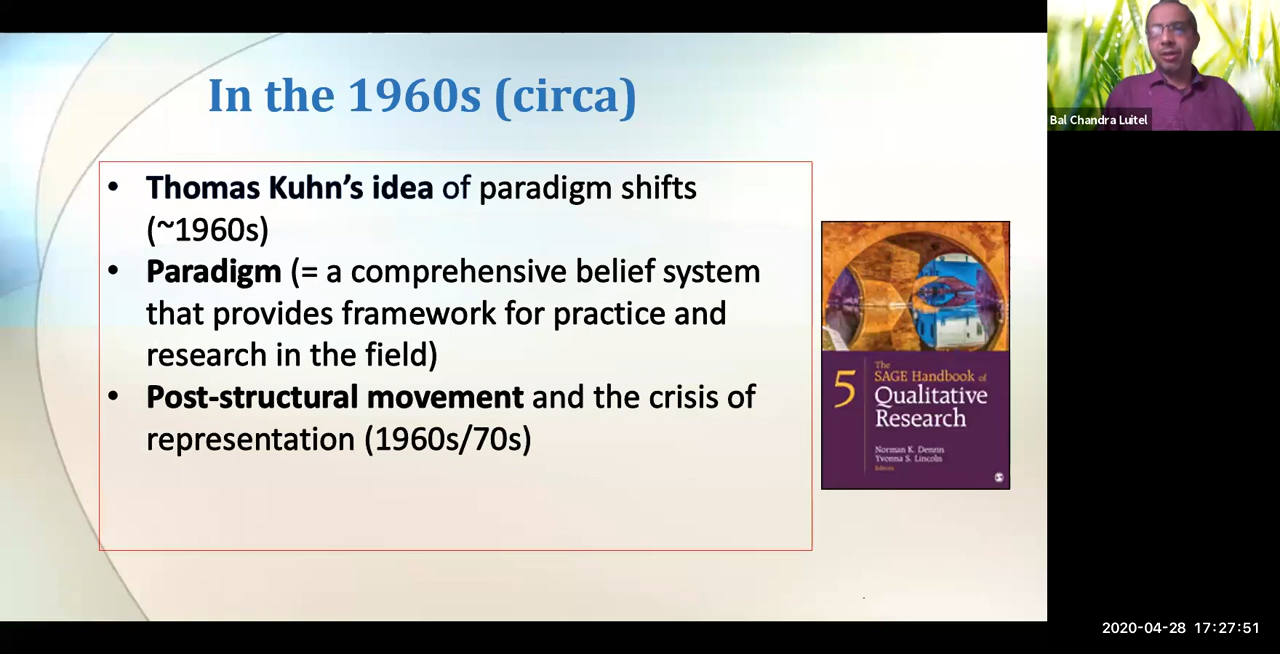 In the 1960s (circa)
• Thomas Kuhn's idea of paradigm shifts
(~1960s)
• Paradigm (= a comprehensive belief system
that provides framework for practice and
research in the field)
• Post-structural movement and the crisis of
representation (1960s/70s)
5
The
SAGE Handbook of
Qualitative
Research
Norman K. Denzin
Yvonna S. Lincoln
Editors
Bal Chandra Luitel
2020-04-28 17:27:51